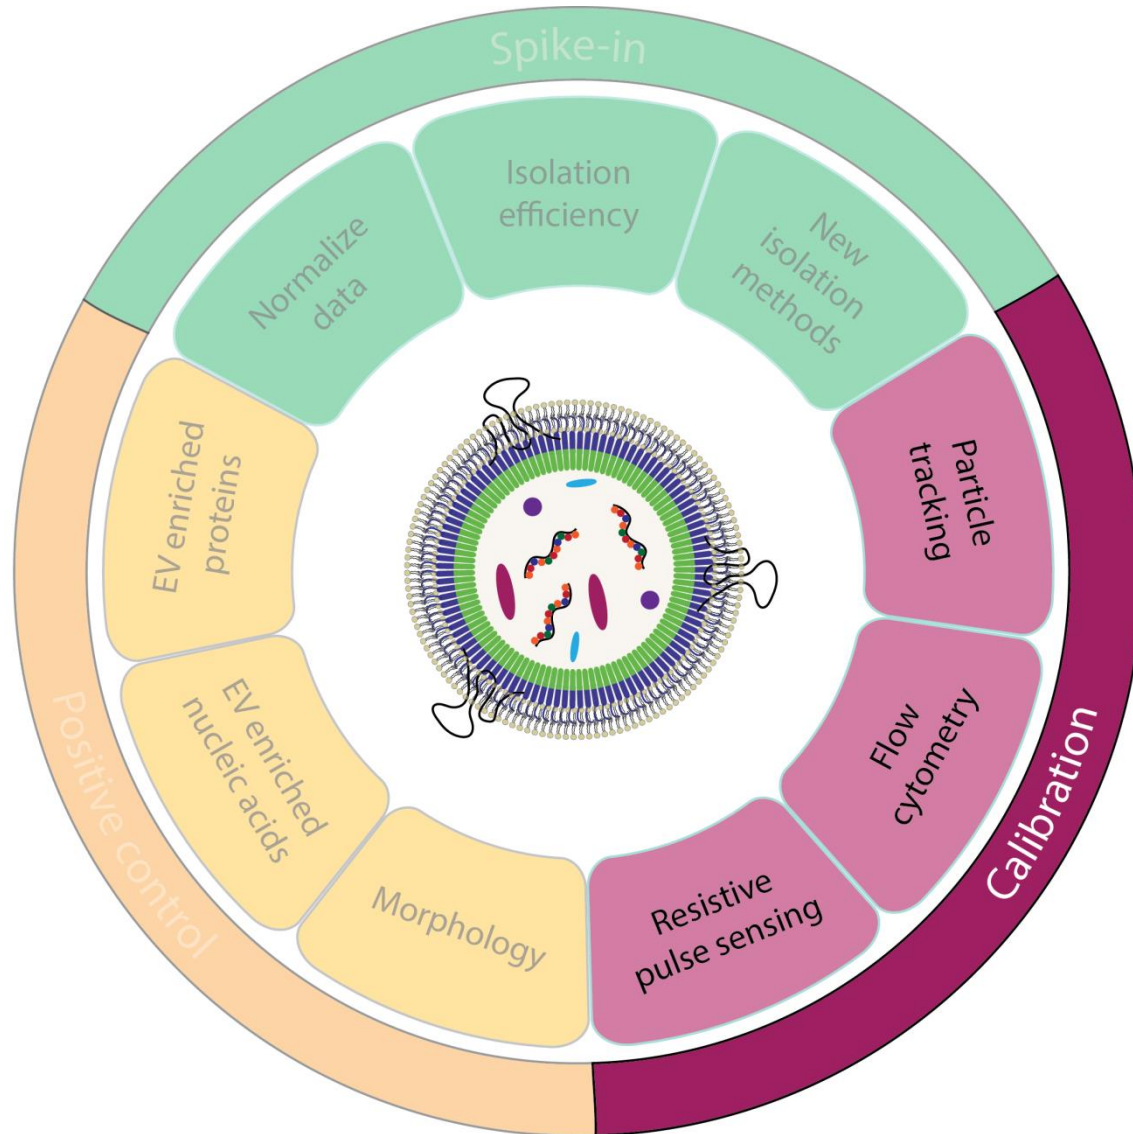 Spike-in
Normalize
data
Isolation
efficiency
New
isolation
methods
Calibration
Particle
tracking
Flow
cytometry
Resistive
pulse sensing
Positive control
Morphology
EV enriched
nucleic acids
EV enriched
proteins